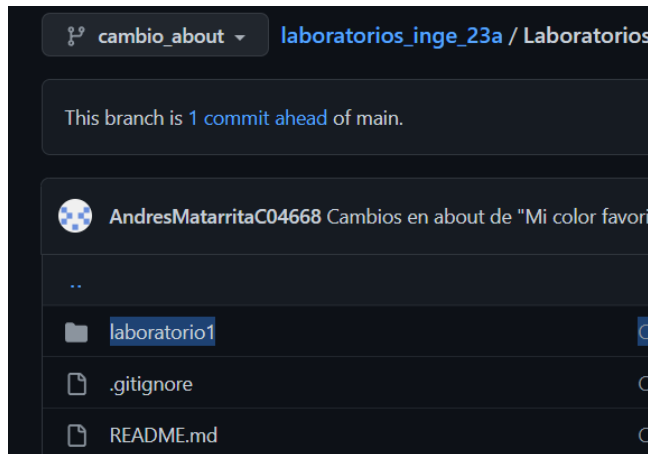 cambio_about laboratorios_inge_23a / Laboratorios
This branch is 1 commit ahead of main.
AndresMatarritaC04668 Cambios en about de "Mi color favori
..
laboratorio1
.gitignore
README.md